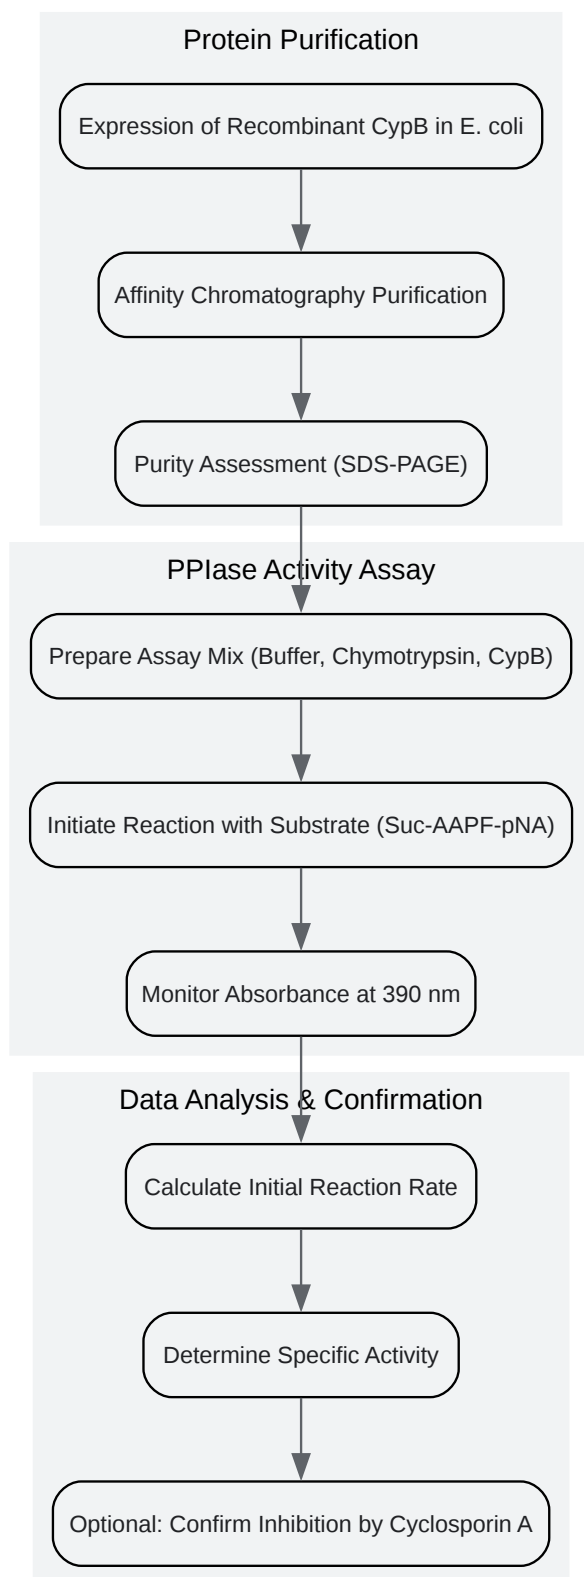 Protein Purification
Expression of Recombinant CypB in E. coli
Affinity Chromatography Purification
Purity Assessment (SDS-PAGE)
PPIase Activity Assay
Prepare Assay Mix (Buffer, Chymotrypsin, CypB)
Initiate Reaction with Substrate (Suc-AAPF-pNA)
Monitor Absorbance at 390 nm
Data Analysis & Confirmation
Calculate Initial Reaction Rate
Determine Specific Activity
Optional: Confirm Inhibition by Cyclosporin A